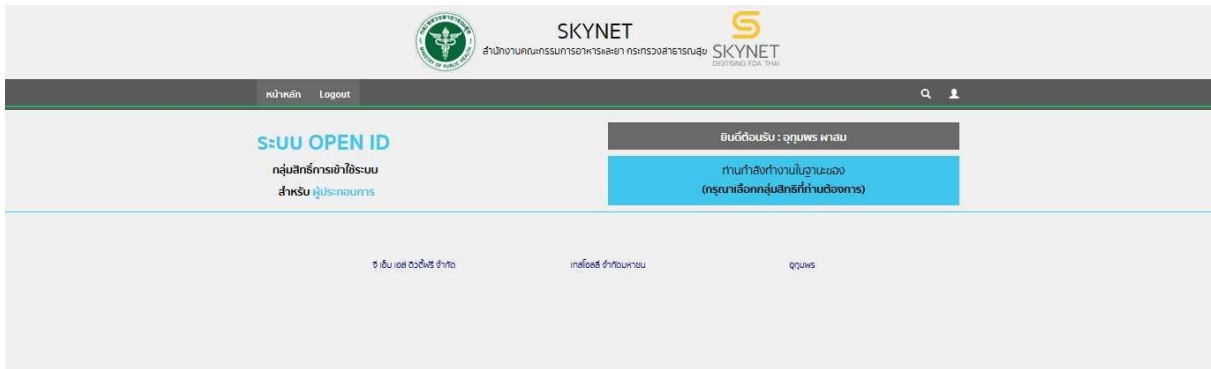 SKYNET
สำนักงานคณะกรรมการอาหารและยา กระทรวงสาธารณสุข
SKYNET
DIGITISING FDA THAI
หน้าหลัก Logout
ระบบ OPEN ID
กลุ่มสิทธิ์การเข้าใช้ระบบ
สำหรับ ผู้ประกอบการ
ยินดีต้อนรับ : อุทุมพร ผาสม
ท่านกำลังทำงานในฐานะของ
(กรุณาเลือกกลุ่มสิทธิที่ท่านต้องการ)
จี เอ็ม เอส ดิวตี้ฟรี จำกัด
เทสโอลลี่ จำกัดมหาชน
อุทุมพร